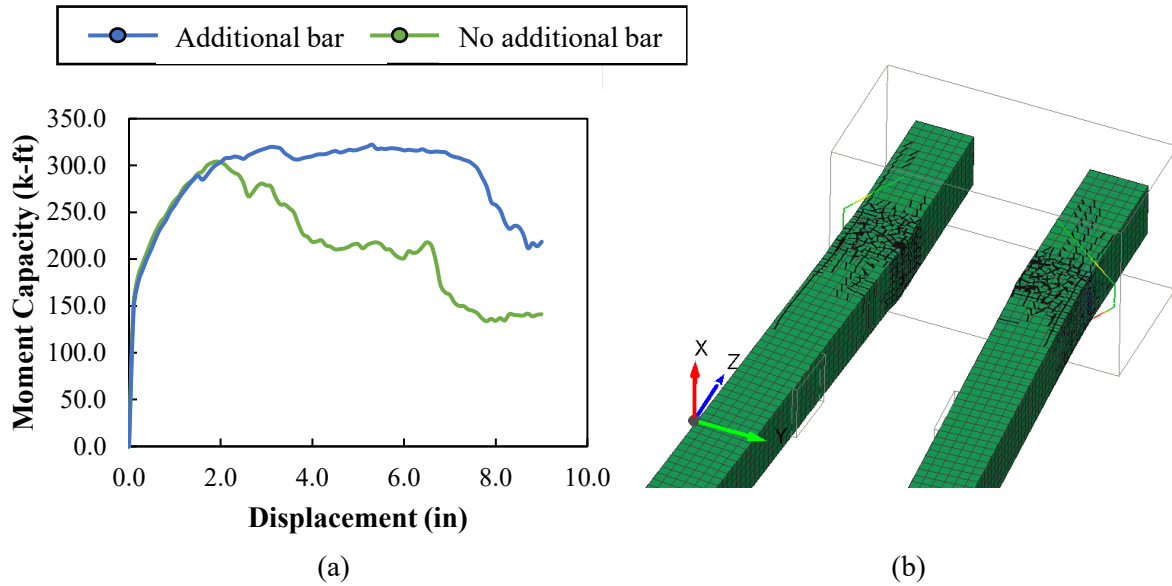 Additional bar No additional bar
350.0
300.0
250.0
200.0
150.0
100.0
50.0
0.0
Moment Capacity (k-ft)
0.0 2.0 4.0 6.0 8.0 10.0
Displacement (in)
X
Z
Y
(a) (b)